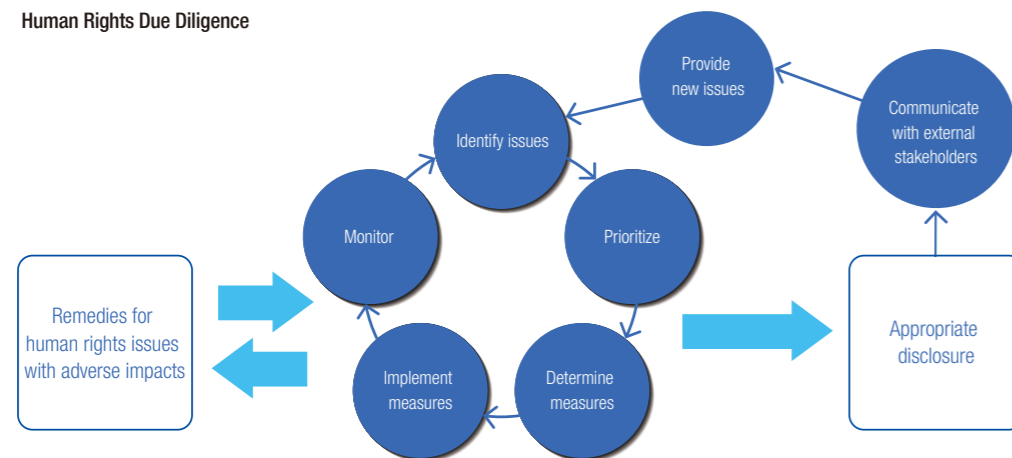 Human Rights Due Diligence
Provide
new issues
Communicate
with external
stakeholders
Identify issues
Monitor
Prioritize
Remedies for
human rights issues
with adverse impacts
Appropriate
disclosure
Implement
measures
Determine
measures